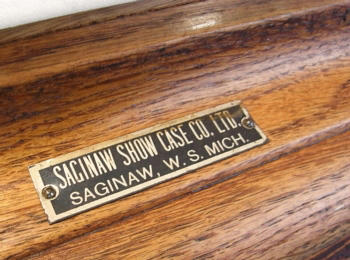 SAGINAW SHOW CASE CO. LTD.
SAGINAW, W. S. MICH.